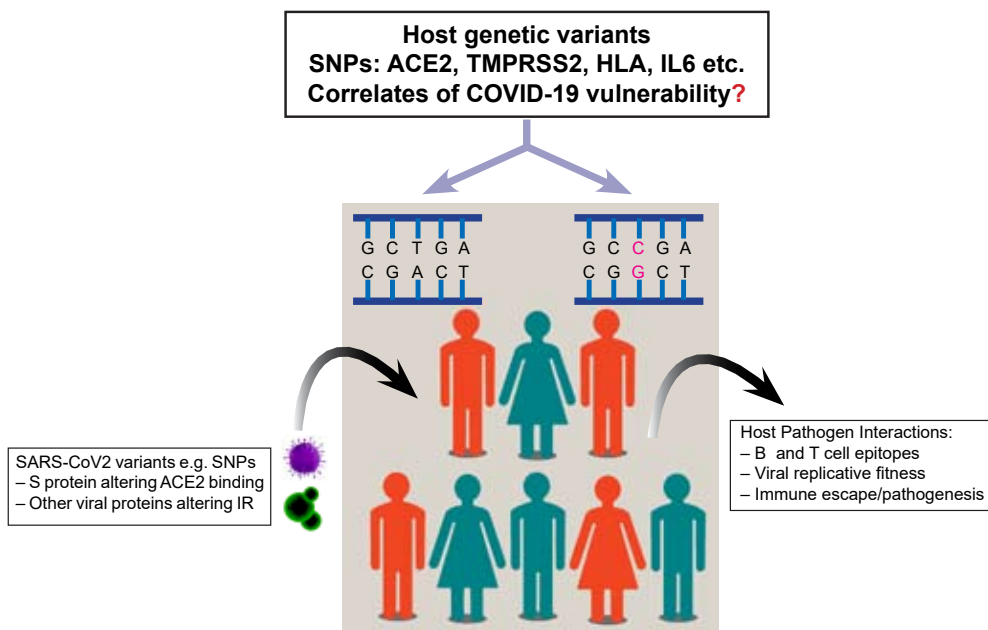 Host genetic variants
SNPs: ACE2, TMPRSS2, HLA, IL6 etc.
Correlates of COVID-19 vulnerability?
G C T G A
C G A C T
G C C G A
C G G C T
SARS-CoV2 variants e.g. SNPs
– S protein altering ACE2 binding
– Other viral proteins altering IR
Host Pathogen Interactions:
– B and T cell epitopes
– Viral replicative fitness
– Immune escape/pathogenesis